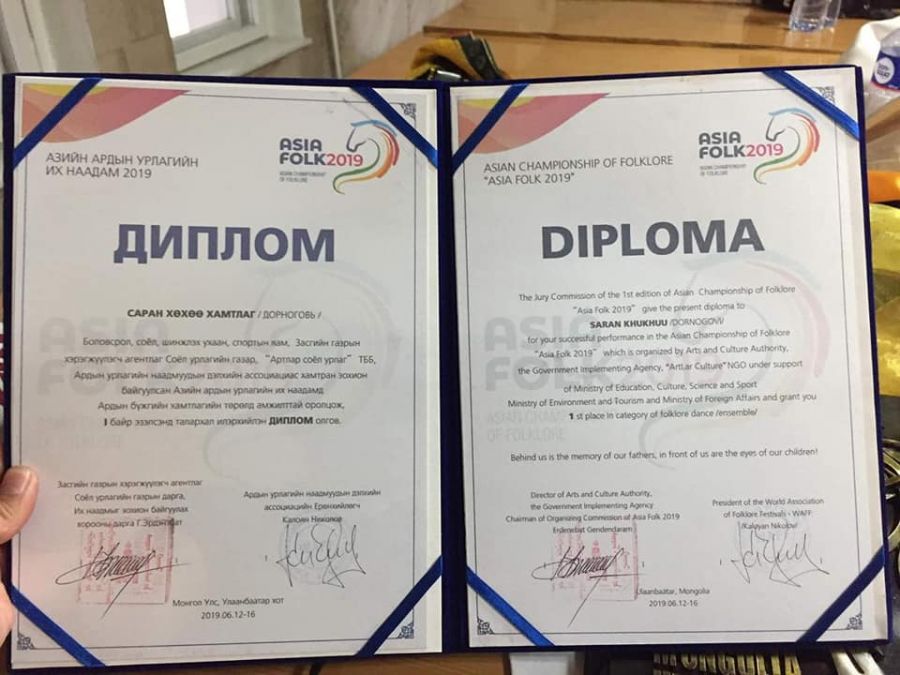 АЗИЙН АРДЫН УРЛАГИЙН
ИХ НААДАМ 2019
ASIA
FOLK2019
ASIAN CHAMPIONSHIP
OF FOLKLORE
ДИПЛОМ
САРАН ХӨХӨӨ ХАМТЛАГ /ДОРНОГОВЬ/
Боловсрол, соёл, шинжлэх ухаан, спортын яам, Засгийн газрын
хэрэгжүүлэгч агентлаг Соёл урлагийн газар, "Артлар соёл урлаг" ТББ,
Ардын урлагийн наадмуудын дэлхийн ассоциациас хамтран зохион
байгуулсан Азийн ардын урлагийн их наадамд
Ардын бүжгийн хамтлагийн төрөлд амжилттай оролцож,
I байр эзэлсэнд талархал илэрхийлэн ДИПЛОМ олгов.
Засгийн газрын хэрэгжүүлэгч агентлаг
Соёл урлагийн газрын дарга,
Их наадмыг зохион байгуулах
хорооны дарга Г.Эрдэнэбат
Ардын урлагийн наадмуудын дэлхийн
ассоциацийн Ерөнхийлөгч
Калоян Николов
Монгол Улс, Улаанбаатар хот
2019.06.12-16
ASIAN CHAMPIONSHIP OF FOLKLORE
"ASIA FOLK 2019"
ASIA
FOLK2019
ASIAN CHAMPIONSHIP
OF FOLKLORE
DIPLOMA
The Jury Commission of the 1st edition of Asian Championship of Folklore
"Asia Folk 2019" give the present diploma to
SARAN KHUKHUU /DORNOGOVI/
for your successful performance in the Asian Championship of Folklore
"Asia Folk 2019" which is organized by Arts and Culture Authority,
the Government Implementing Agency, "ArtLar Culture" NGO under support
of Ministry of Education, Culture, Science and Sport
Ministry of Environment and Tourism and Ministry of Foreign Affairs and grant you
1 st place in category of folklore dance /ensemble/
Behind us is the memory of our fathers, in front of us are the eyes of our children!
Director of Arts and Culture Authority,
the Government Implementing Agency
Chairman of Organizing Commission of Asia Folk 2019
Erdenebat Gendendaram
President of the World Association
of Folklore Festivals - WAFF
/Kaloyan Nikolov/
Ulaanbaatar, Mongolia
2019.06.12-16